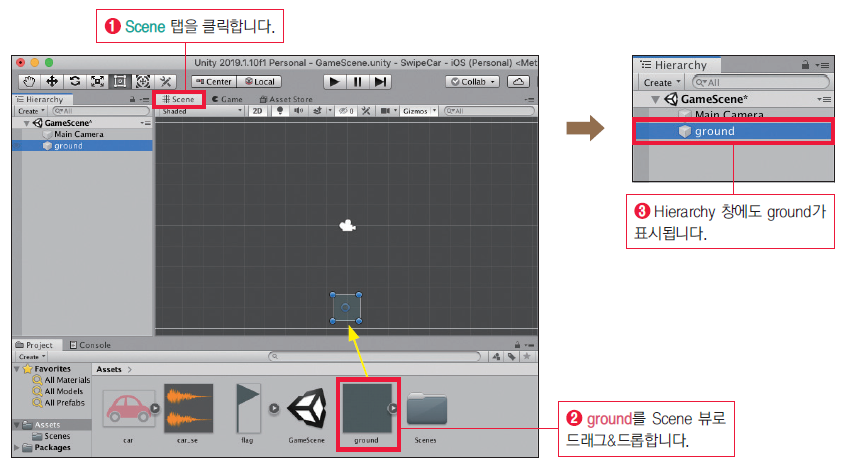 ❶ Scene 탭을 클릭합니다.
Unity 2019.1.10f1 Personal - GameScene.unity - SwipeCar - iOS (Personal) <Met
Center Local Collab
Hierarchy
Create All
GameScene*
Main Camera
ground
Scene Game Asset Store
Shaded 2D 0 Gizmos All
Project Console
Create
Favorites
All Materials
All Models
All Prefabs
Assets
Scenes
Packages
Assets >
car car_se flag GameScene ground Scenes
❷ ground를 Scene 뷰로
드래그&드롭합니다.
Hierarchy
Create All
GameScene*
Main Camera
ground
❸ Hierarchy 창에도 ground가
표시됩니다.